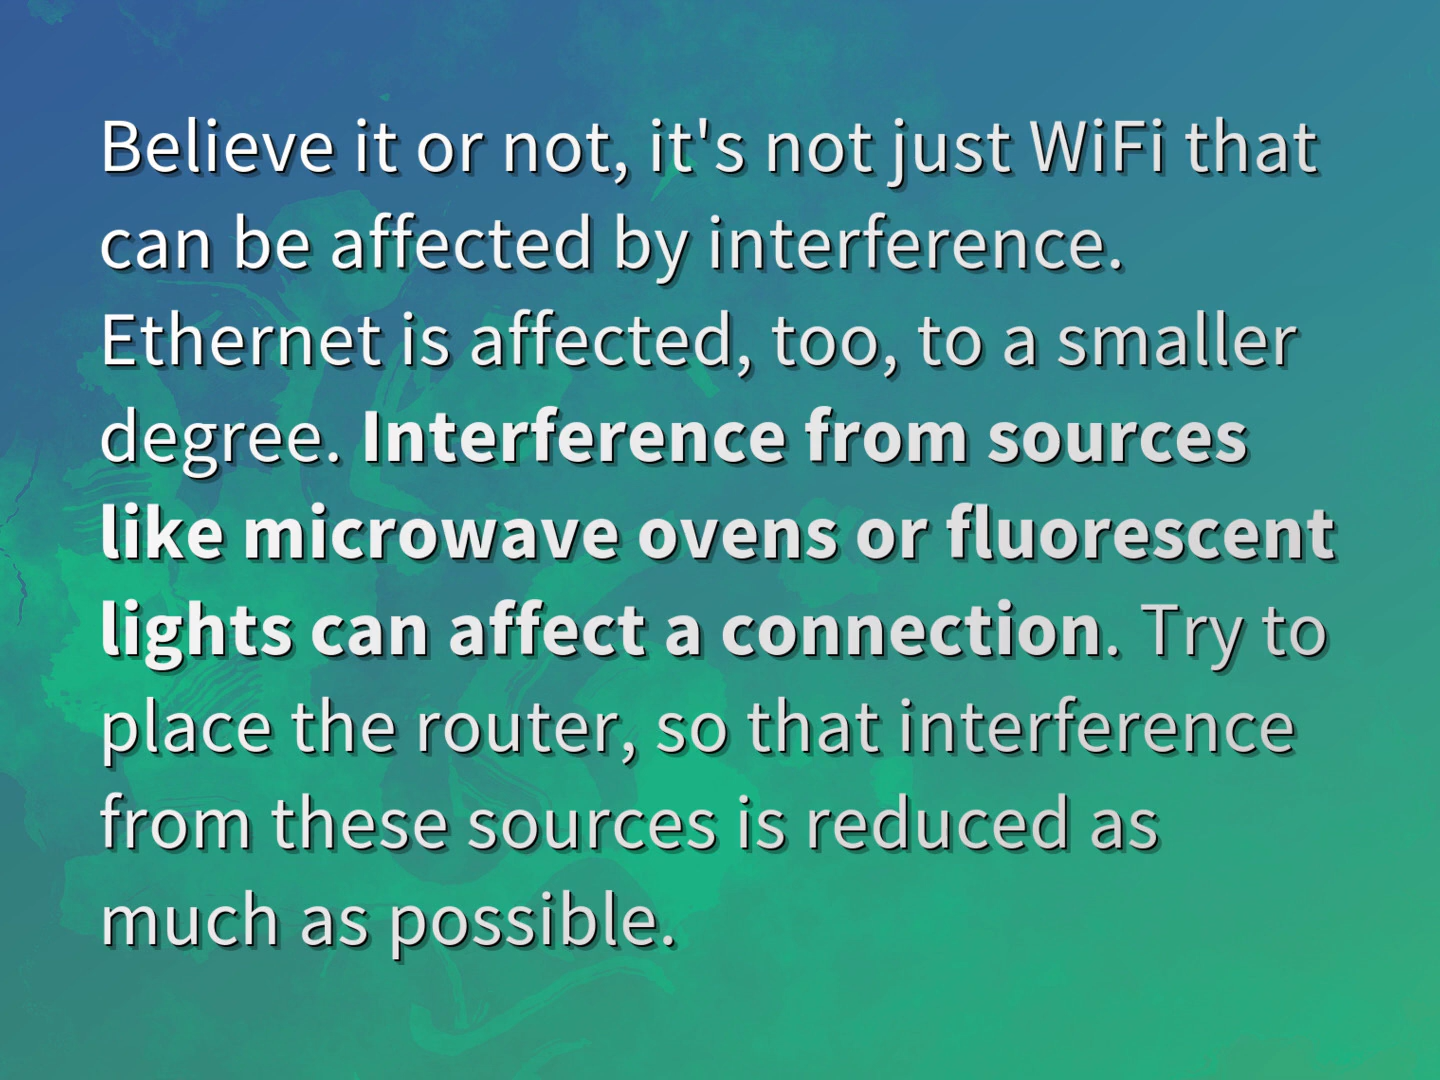 Believe it or not, it's not just WiFi that
can be affected by interference.
Ethernet is affected, too, to a smaller
degree. Interference from sources
like microwave ovens or fluorescent
lights can affect a connection. Try to
place the router, so that interference
from these sources is reduced as
much as possible.